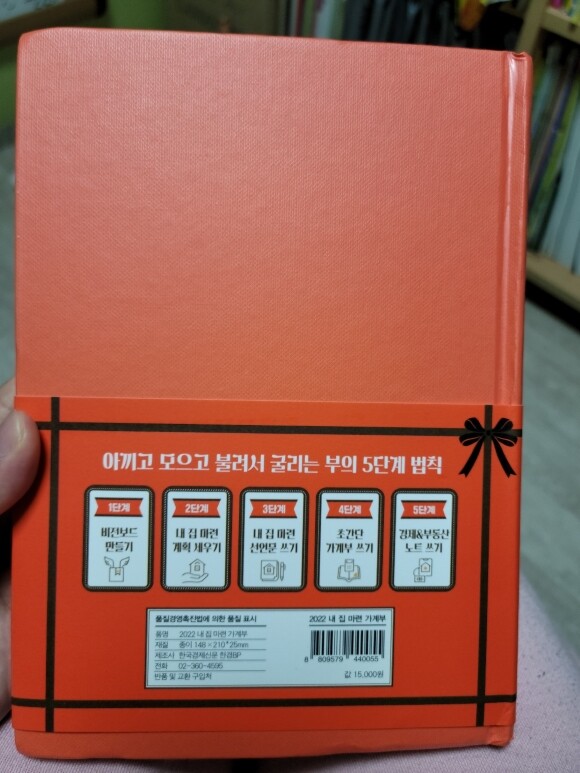 아끼고 모으고 불려서 굴리는 부의 5단계 법칙
1단계
비전보드
만들기
2단계
내 집 마련
계획 세우기
3단계
내 집 마련
선언문 쓰기
4단계
초간단
가계부 쓰기
5단계
경제&부동산
노트 쓰기
품질경영촉진법에 의한 품질 표시
품명 2022 내 집 마련 가계부
재질 종이 148×210*25mm
제조사 한국경제신문 한경BP
전화 02-360-4595
반품 및 교환 구입처
2022 내 집 마련 가계부
8 809579 440055
값 15,000원